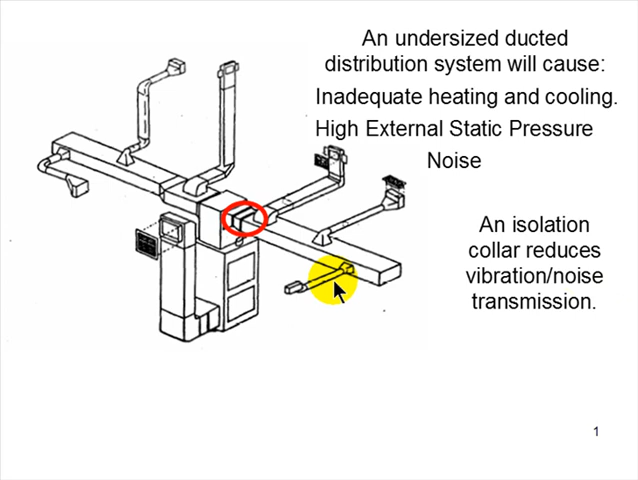 An undersized ducted
distribution system will cause:
Inadequate heating and cooling.
High External Static Pressure
Noise
An isolation
collar reduces
vibration/noise
transmission.
1